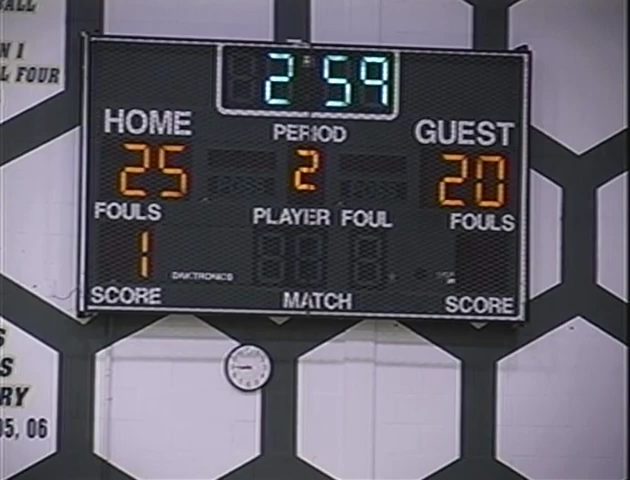 BALL
N I
L FOUR
2 59
HOME
PERIOD
GUEST
25
2
20
FOULS
PLAYER FOUL
FOULS
1
DAKTRONICS
SCORE
MATCH
SCORE
S
S
RY
05, 06